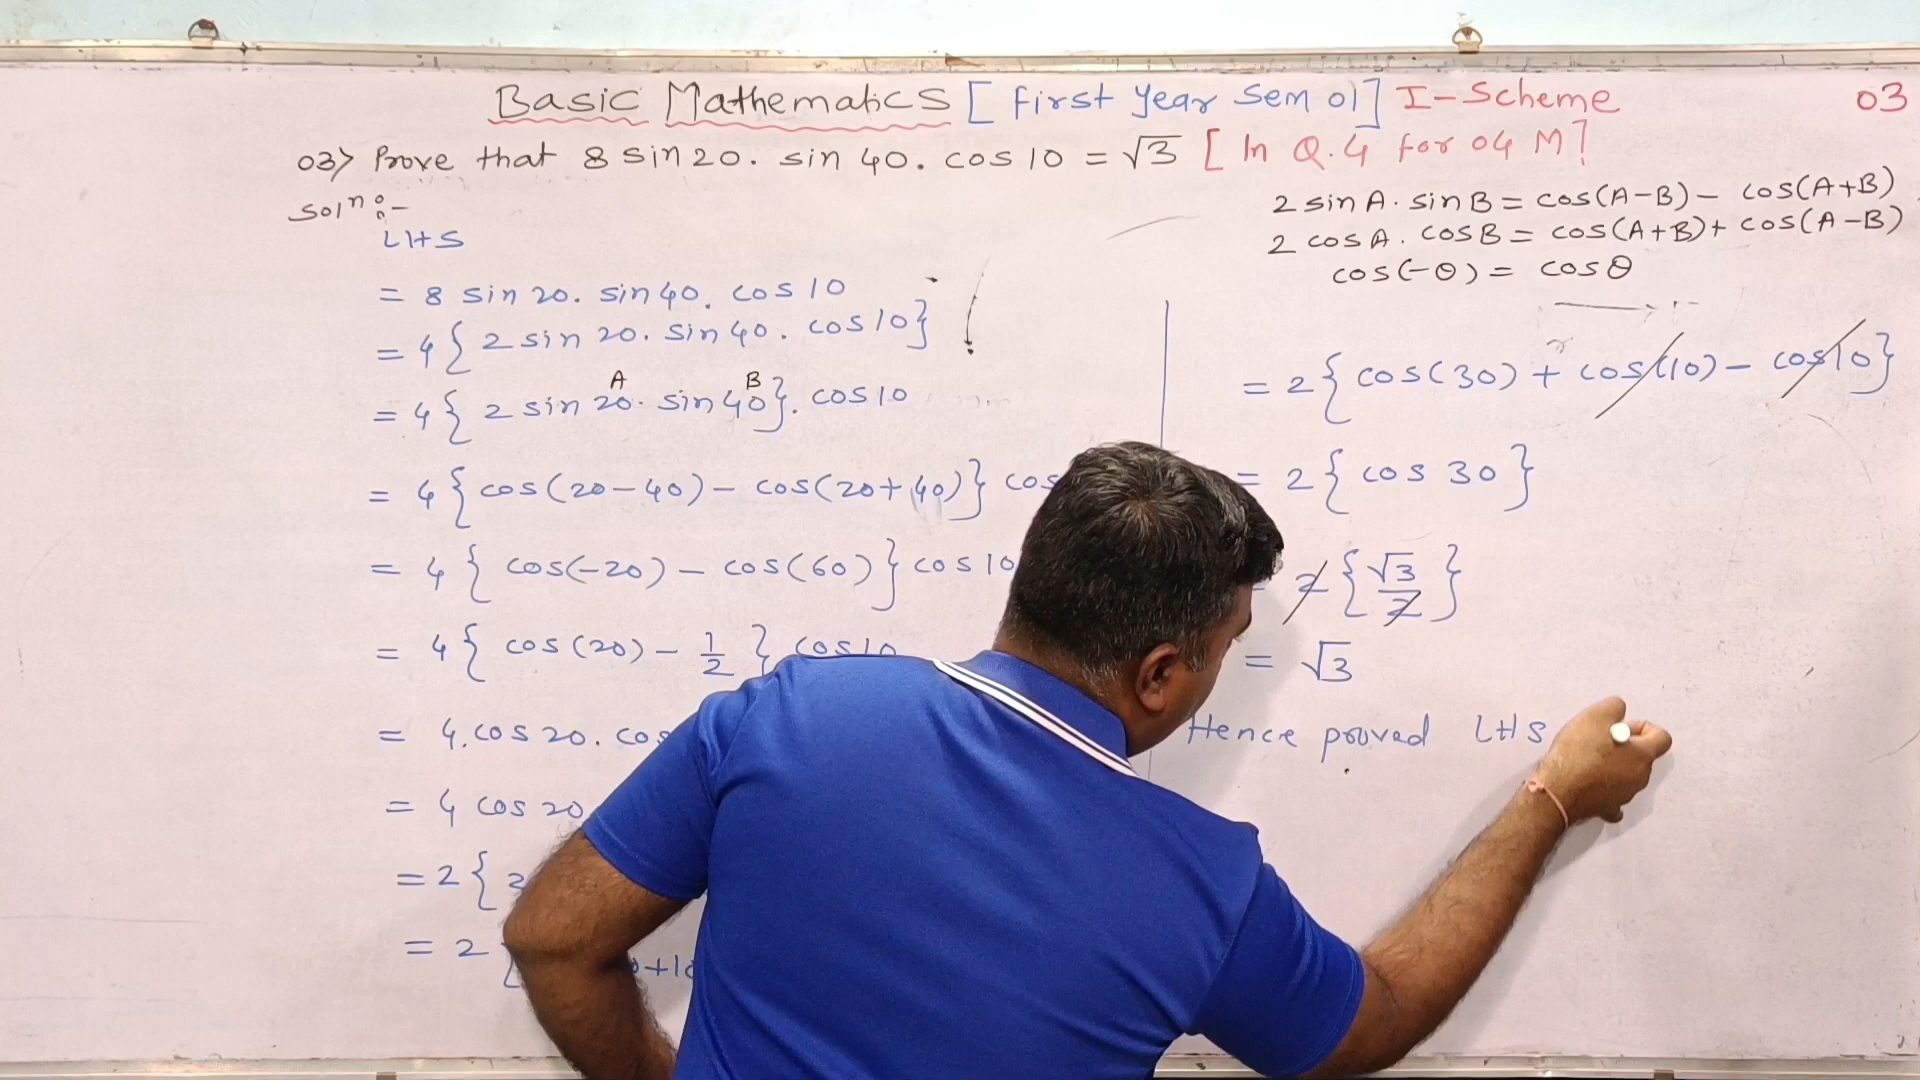 Basic Mathematics [ First Year Sem 01] I-Scheme
03
03> Prove that 8 sin 20. sin 40. cos 10 = √3 [ In Q.4 for 04 M]
Solⁿ:-
LHS
= 8 sin 20. sin 40. cos 10
= 4 { 2 sin 20. sin 40. cos 10}
A B
= 4 { 2 sin 20. sin 40}. cos 10
= 4 { cos(20-40) - cos(20+40)} cos
= 4 { cos(-20) - cos(60)} cos 10
= 4 { cos(20) - 1/2 } cos 10
= 4. cos 20. cos
= 4 cos 20
= 2 { 2
= 2
+10
2 sin A. sin B = cos(A-B) - cos(A+B)
2 cos A. cos B = cos(A+B) + cos(A-B)
cos(-θ) = cos θ
= 2 { cos(30) + cos(10) - cos 10}
= 2 { cos 30 }
= 2 { √3/2 }
= √3
Hence proved LHS